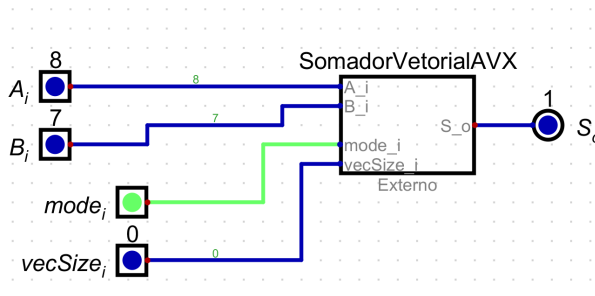 8
SomadorVetorialAVX
A_i
8
A_i
7
B_i
B_i
7
1
S_o
S_o
mode_i
mode_i
vecSize_i
Externo
0
vecSize_i
0